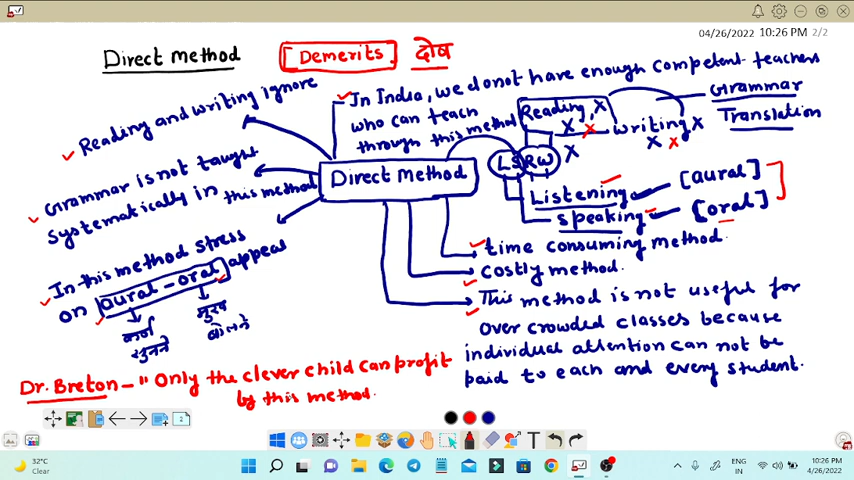 04/26/2022 10:26 PM 2/2
Direct Method [Demerits] दोष
Reading and writing ignore
Grammar is not taught
systematically in this method
In this method stress
on aural-oral appeal
कर्ण
सुनने
मुख
बोलने
Dr. Breton - "Only the clever child can profit
by this method.
In India, we donot have enough competent teachers
who can teach
through this method
Direct Method
LSRW
Reading, X
X X
X
writing X
X X
Grammar
Translation
Listening [aural]
speaking [oral]
time consuming method.
costly method.
This method is not useful for
over crowded classes because
individual attention can not be
paid to each and every student.
2
T
32°C
Clear
ENG
IN
10:26 PM
4/26/2022